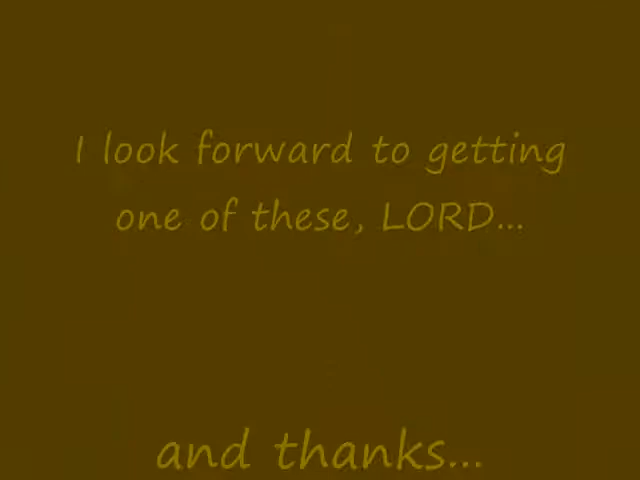 I look forward to getting
one of these, LORD...
and thanks...